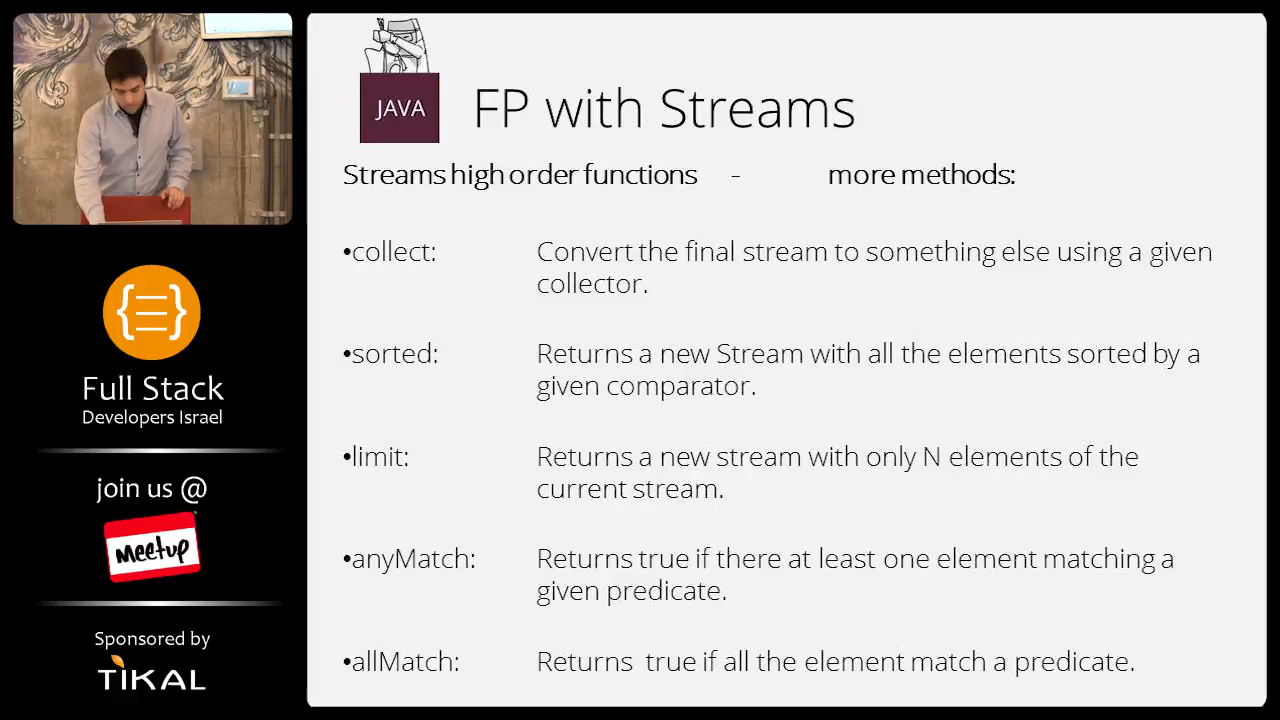 JAVA
FP with Streams
Streams high order functions - more methods:
•collect: Convert the final stream to something else using a given
collector.
•sorted: Returns a new Stream with all the elements sorted by a
given comparator.
•limit: Returns a new stream with only N elements of the
current stream.
•anyMatch: Returns true if there at least one element matching a
given predicate.
•allMatch: Returns true if all the element match a predicate.
{☰}
Full Stack
Developers Israel
join us @
meetup
Sponsored by
TIKAL